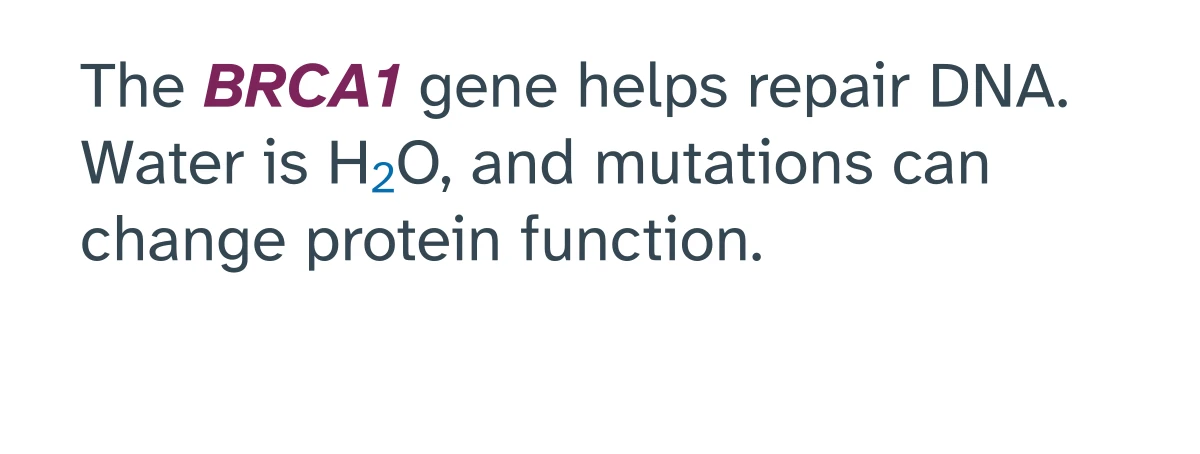 The BRCA1 gene helps repair DNA.
Water is H₂O, and mutations can
change protein function.